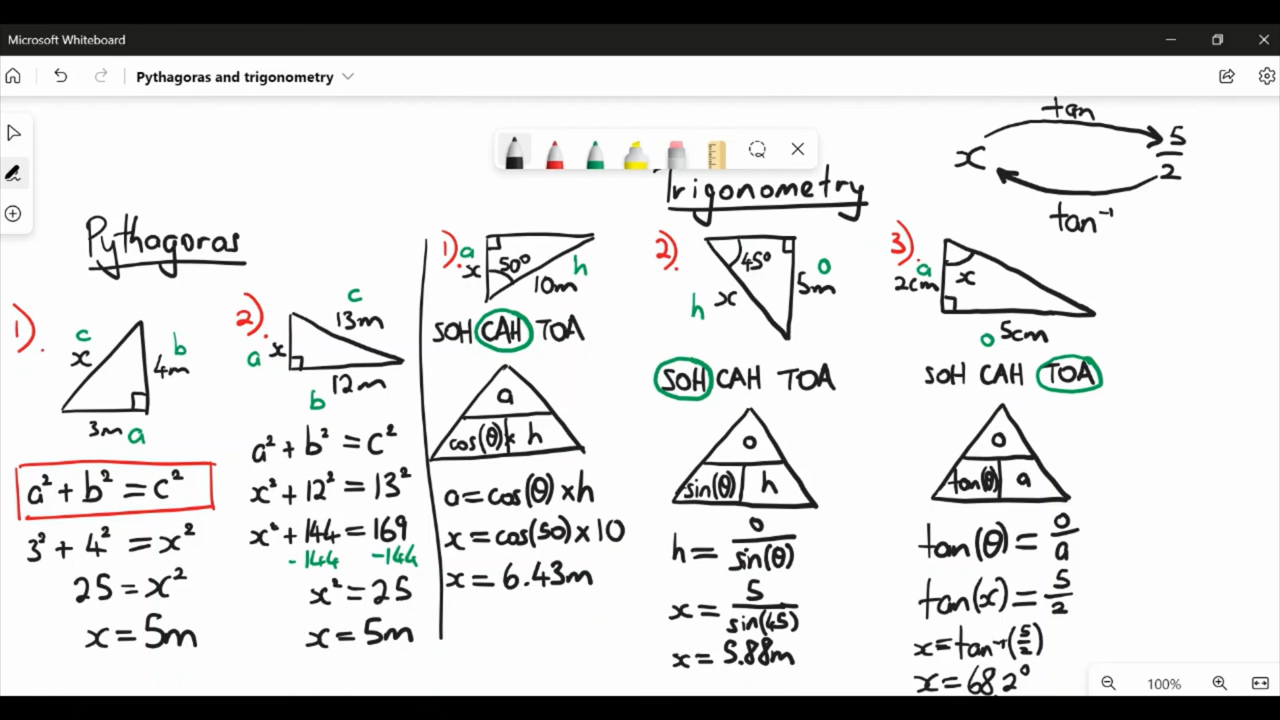 Microsoft Whiteboard
Pythagoras and trigonometry
Pythagoras
1).
c
x
b
4m
3m a
a² + b² = c²
3² + 4² = x²
25 = x²
x = 5m
2).
c
13m
a x
12m
b
a² + b² = c²
x² + 12² = 13²
x² + 144 = 169
-144 -144
x² = 25
x = 5m
Trigonometry
1).
a
x
50°
h
10m
SOH CAH TOA
a
cos(θ) × h
a = cos(θ) × h
x = cos(50) × 10
x = 6.43m
2).
45°
o
5m
h x
SOH CAH TOA
o
sin(θ) h
h = o/sin(θ)
x = 5/sin(45)
x = 5.88m
tan
x
5/2
tan⁻¹
3).
a
2cm
x
o 5cm
SOH CAH TOA
o
tan(θ) a
tan(θ) = o/a
tan(x) = 5/2
x = tan⁻¹(5/2)
x = 68.2°
100%